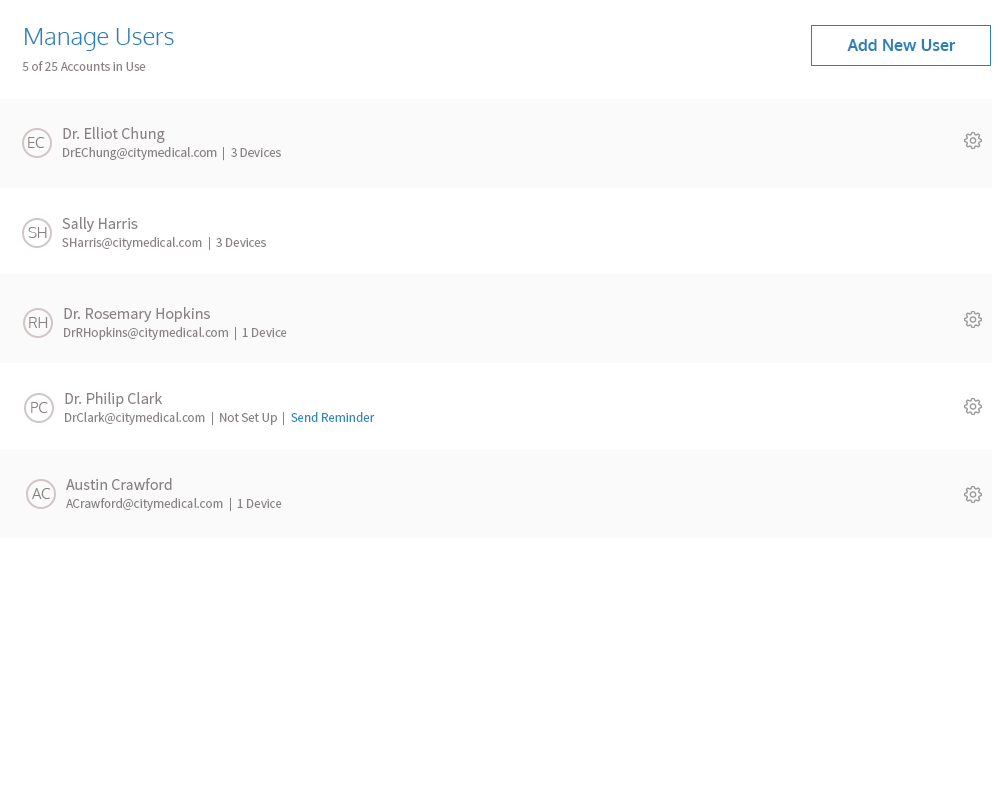 Manage Users
Add New User
5 of 25 Accounts in Use
EC
Dr. Elliot Chung
DrEChung@citymedical.com | 3 Devices
SH
Sally Harris
SHarris@citymedical.com | 3 Devices
RH
Dr. Rosemary Hopkins
DrRHopkins@citymedical.com | 1 Device
PC
Dr. Philip Clark
DrClark@citymedical.com | Not Set Up | Send Reminder
AC
Austin Crawford
ACrawford@citymedical.com | 1 Device